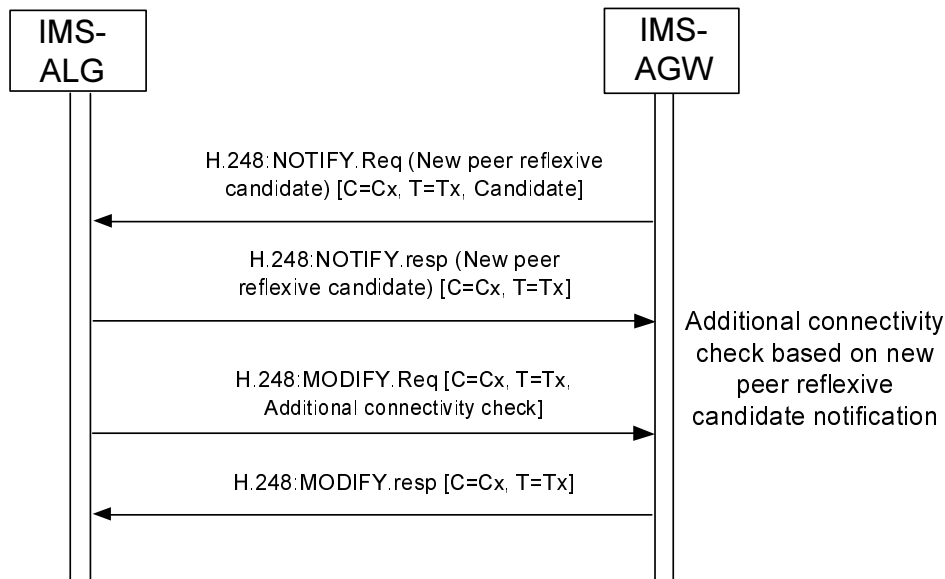 IMS-
ALG
IMS-
AGW
H.248:NOTIFY.Req (New peer reflexive
candidate) [C=Cx, T=Tx, Candidate]
H.248:NOTIFY.resp (New peer
reflexive candidate) [C=Cx, T=Tx]
Additional connectivity
check based on new
peer reflexive
candidate notification
H.248:MODIFY.Req [C=Cx, T=Tx,
Additional connectivity check]
H.248:MODIFY.resp [C=Cx, T=Tx]